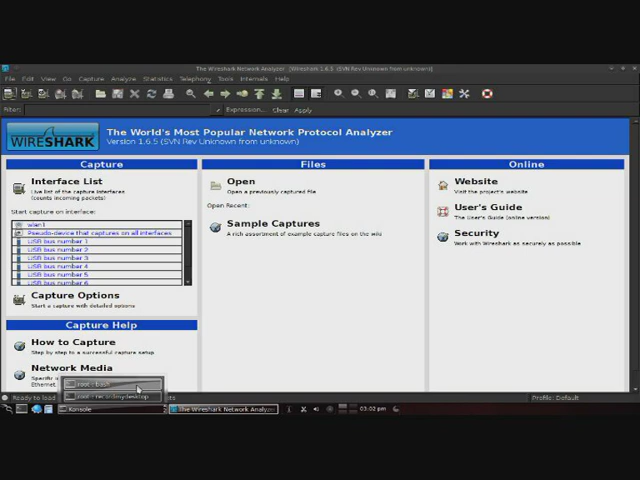 The Wireshark Network Analyzer [Wireshark 1.6.5 (SVN Rev Unknown from unknown)]
File Edit View Go Capture Analyze Statistics Telephony Tools Internals Help
Filter: Expression... Clear Apply
WIRESHARK
The World's Most Popular Network Protocol Analyzer
Version 1.6.5 (SVN Rev Unknown from unknown)
Capture
Interface List
Live list of the capture interfaces
(counts incoming packets)
Start capture on interface:
wlan1
Pseudo-device that captures on all interfaces
USB bus number 1
USB bus number 2
USB bus number 3
USB bus number 4
USB bus number 5
USB bus number 6
Capture Options
Start a capture with detailed options
Capture Help
How to Capture
Step by step to a successful capture setup
Network Media
Specific
Ethernet,
Files
Open
Open a previously captured file
Open Recent:
Sample Captures
A rich assortment of example capture files on the wiki
Online
Website
Visit the project's website
User's Guide
The User's Guide (online version)
Security
Work with Wireshark as securely as possible
root : bash
root : recordmydesktop
Ready to load
Profile: Default
Konsole
2
The Wireshark Network Analyze
03:02 pm